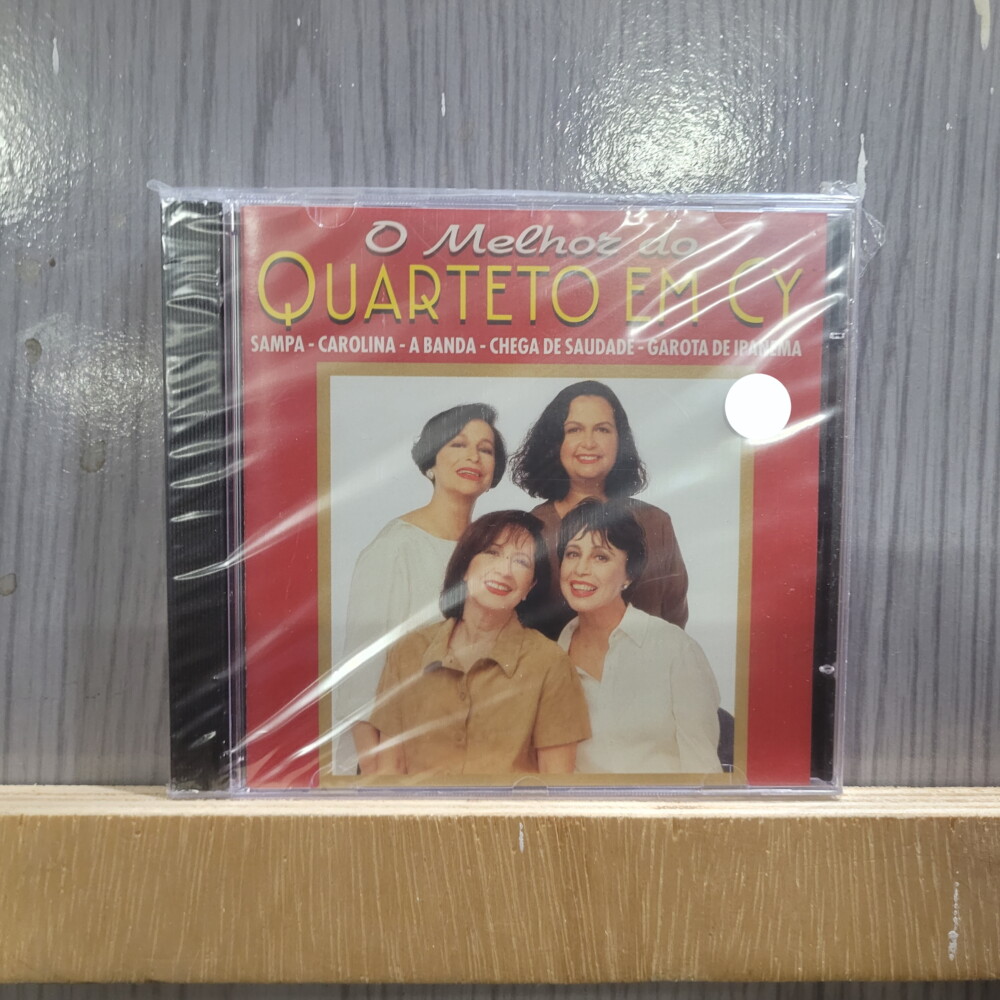 O Melhor do
QUARTETO EM CY
SAMPA - CAROLINA - A BANDA - CHEGA DE SAUDADE - GAROTA DE IPANEMA